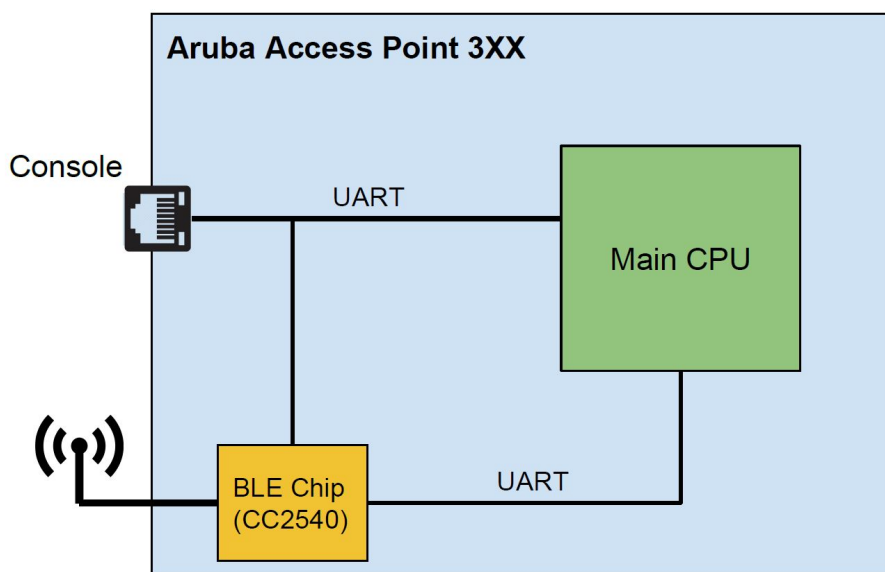 Aruba Access Point 3XX
Console
UART
Main CPU
BLE Chip
(CC2540)
UART